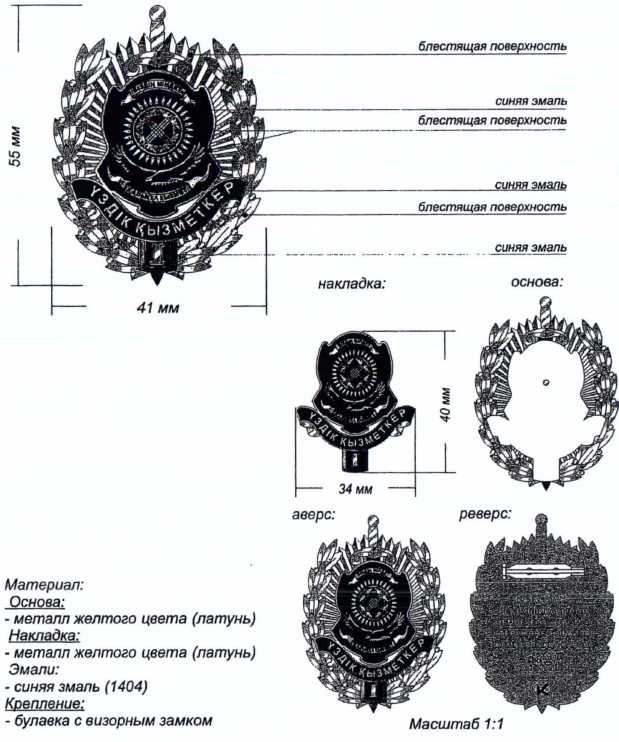 блестящая поверхность
синяя эмаль
блестящая поверхность
синяя эмаль
блестящая поверхность
синяя эмаль
55 мм
ҮЗДІК ҚЫЗМЕТКЕР
41 мм
накладка:
основа:
ҮЗДІК ҚЫЗМЕТКЕР
40 мм
34 мм
аверс:
реверс:
ҮЗДІК ҚЫЗМЕТКЕР
Материал:
Основа:
- металл желтого цвета (латунь)
Накладка:
- металл желтого цвета (латунь)
Эмали:
- синяя эмаль (1404)
Крепление:
- булавка с визорным замком
Масштаб 1:1